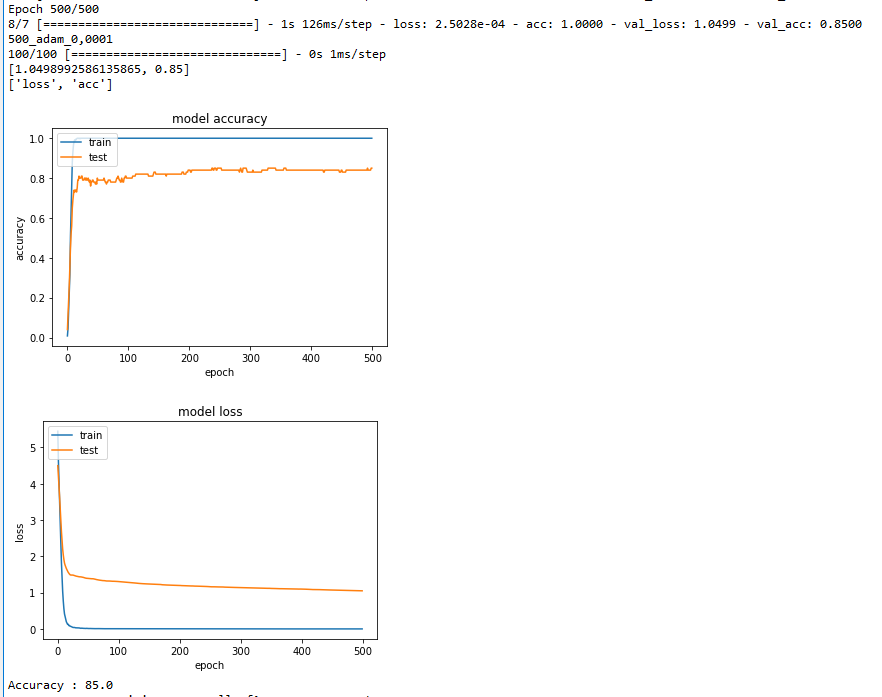 Epoch 500/500
8/7 [==============================] - 1s 126ms/step - loss: 2.5028e-04 - acc: 1.0000 - val_loss: 1.0499 - val_acc: 0.8500
500_adam_0,0001
100/100 [==============================] - 0s 1ms/step
[1.0498992586135865, 0.85]
['loss', 'acc']
model accuracy
train
test
1.0
0.8
0.6
0.4
0.2
0.0
accuracy
0 100 200 300 400 500
epoch
model loss
train
test
5
4
3
2
1
0
loss
0 100 200 300 400 500
epoch
Accuracy : 85.0